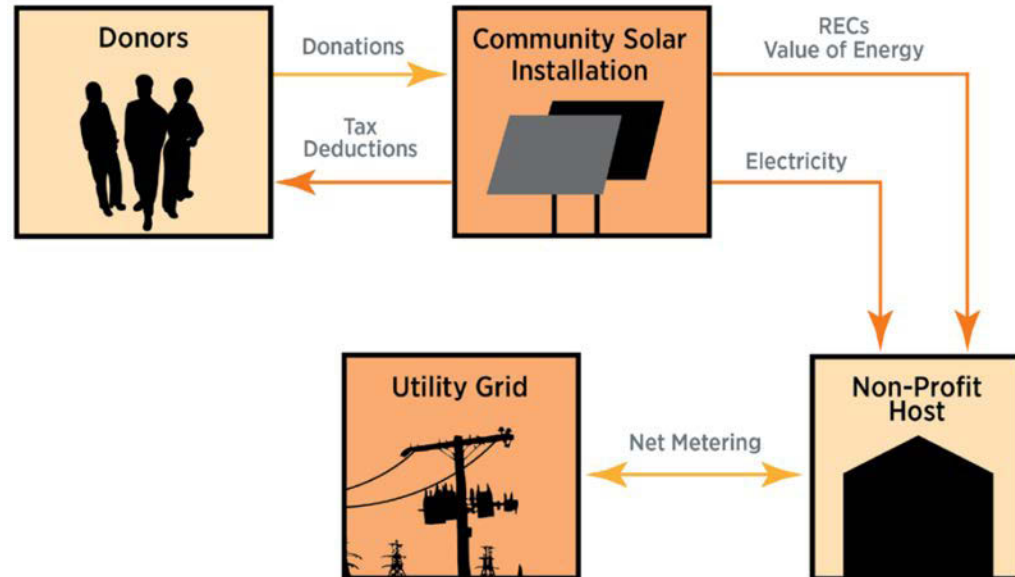 Donors
Donations
Tax
Deductions
Community Solar
Installation
RECs
Value of Energy
Electricity
Utility Grid
Net Metering
Non-Profit
Host